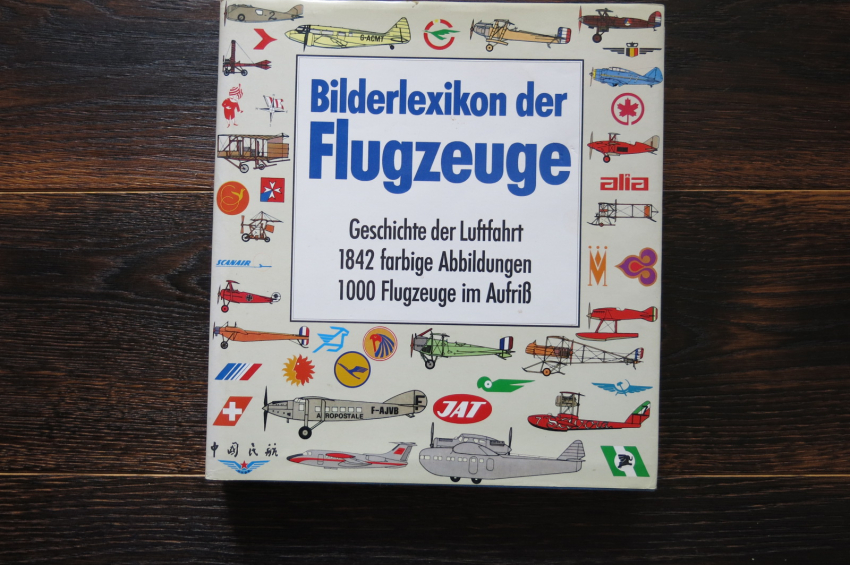 2
G-ACMT
Bilderlexikon der
Flugzeuge
Geschichte der Luftfahrt
1842 farbige Abbildungen
1000 Flugzeuge im Aufriß
alia
SCANAIR
AEROPOSTALE
F-AJVB
F
JAT
中国民航